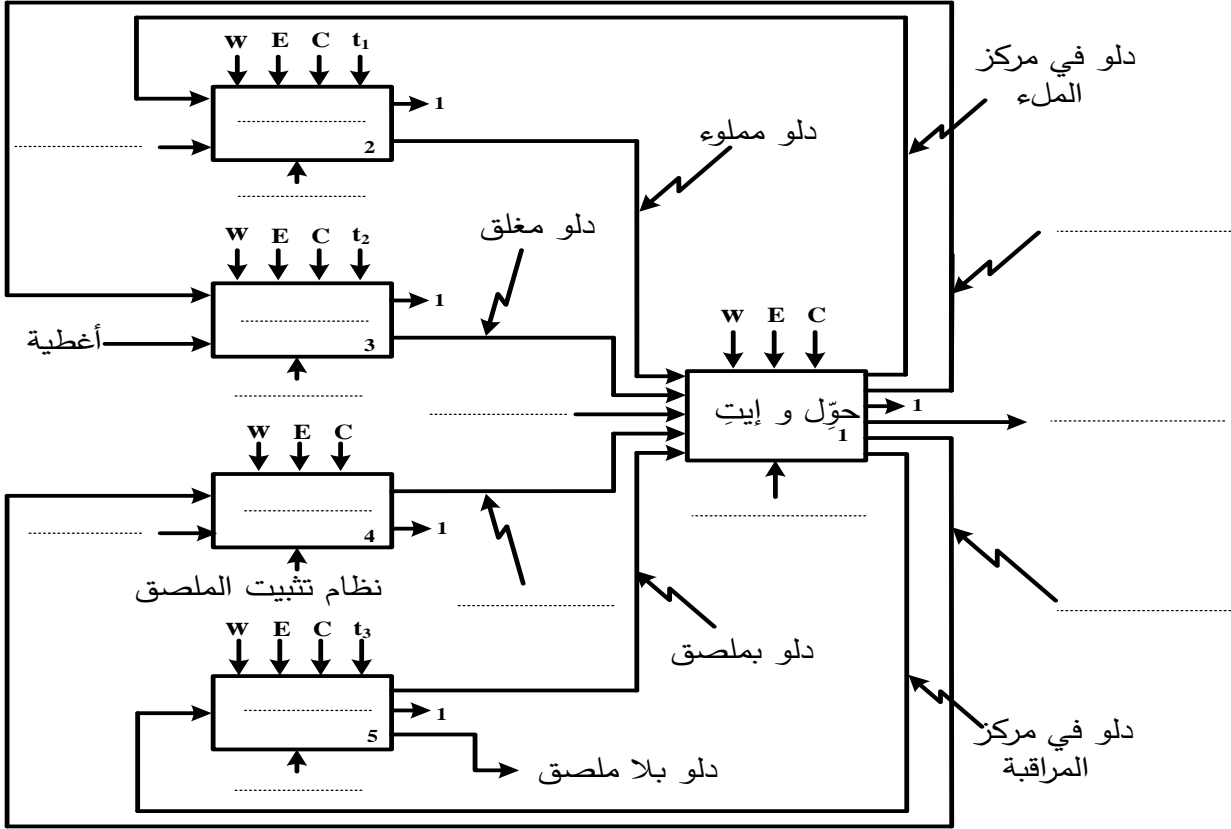 w E C t₁
دلو في مركز
الملء
1
2
دلو مملوء
w E C t₂
دلو مغلق
1
أغطية
3
w E C
حوّل و إيتِ
1
1
w E C
4
1
نظام تثبيت الملصق
w E C t₃
دلو بملصق
1
5
دلو بلا ملصق
دلو في مركز
المراقبة